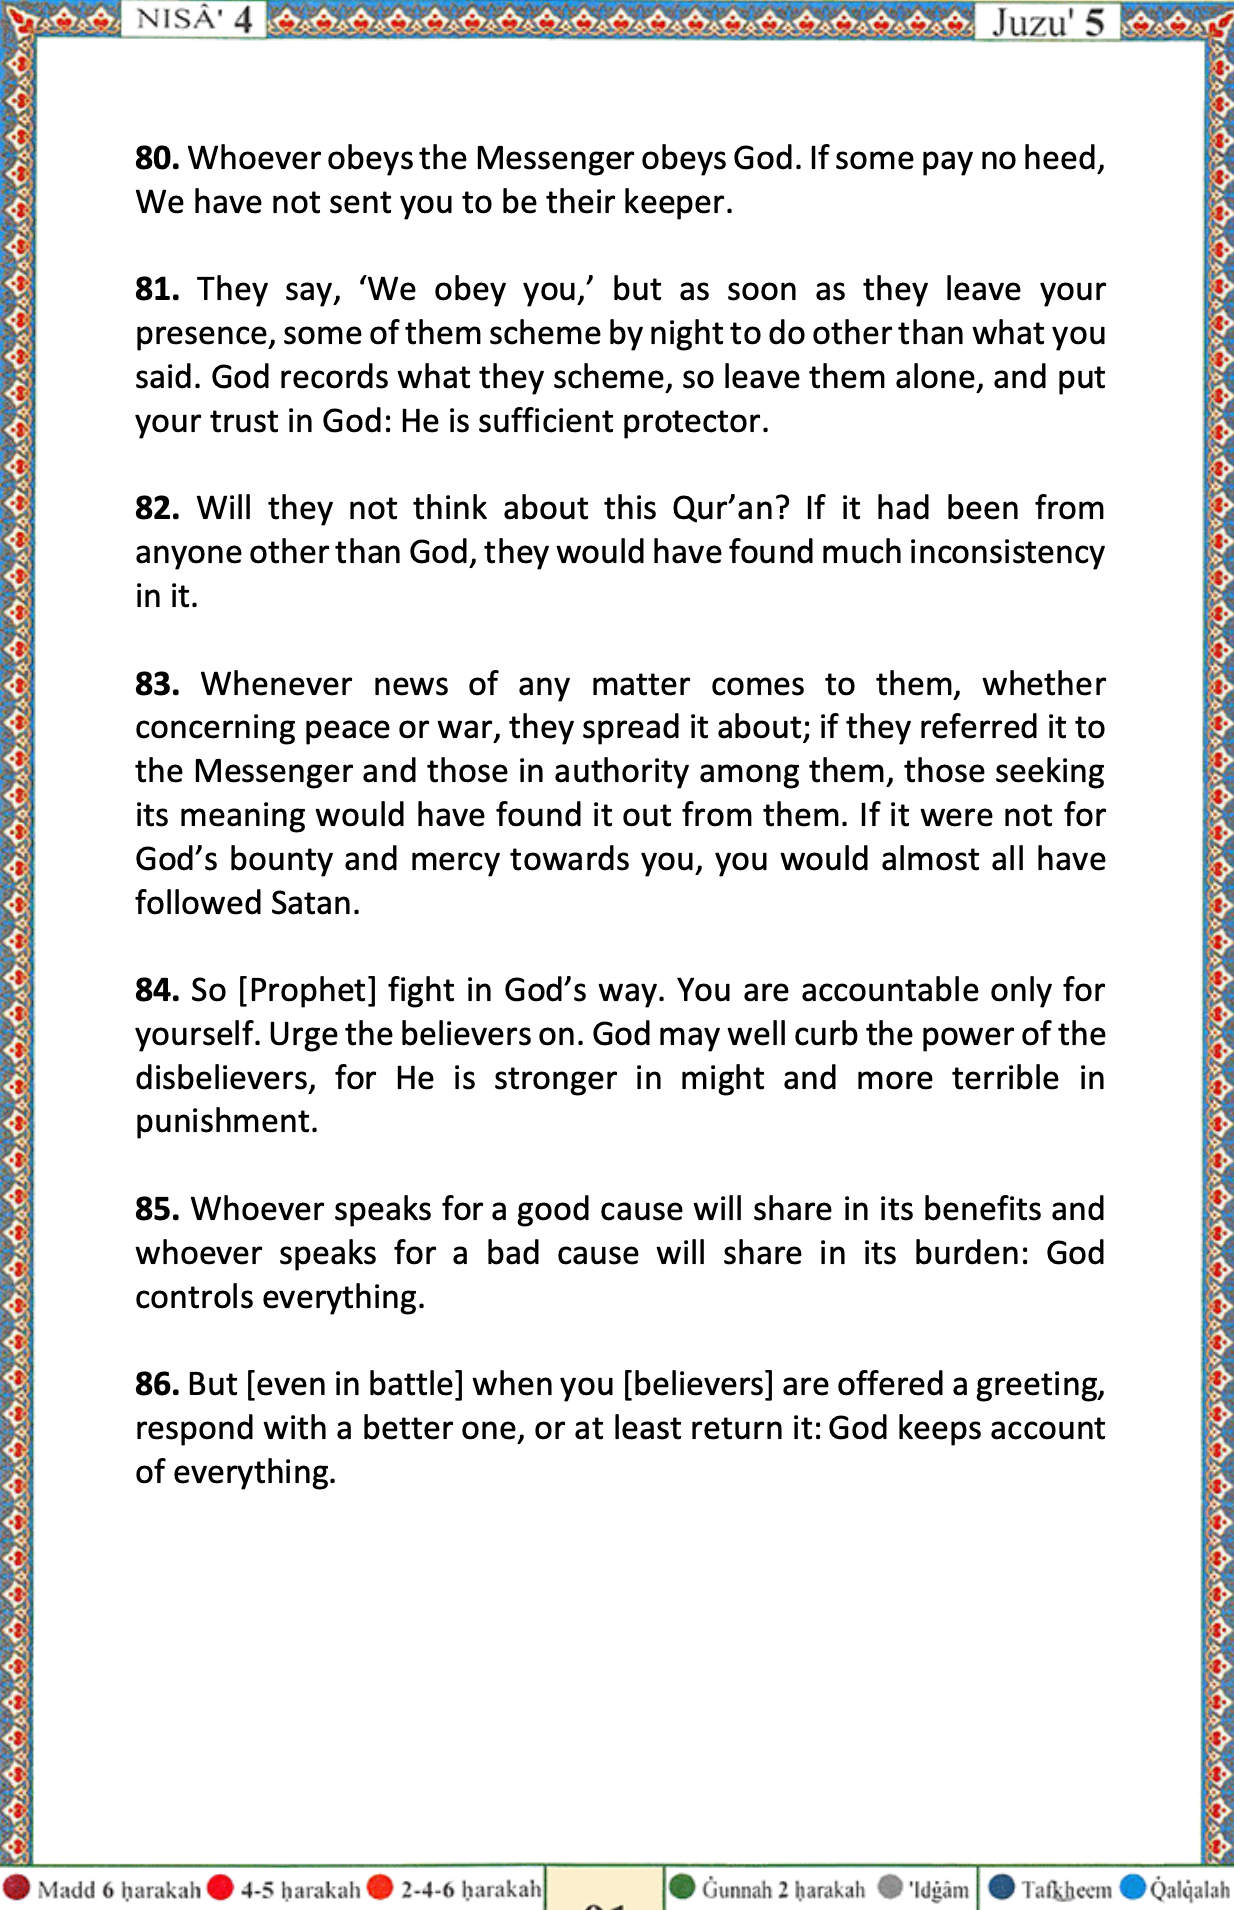 NISÂ' 4
Juzu' 5
80. Whoever obeys the Messenger obeys God. If some pay no heed,
We have not sent you to be their keeper.
81. They say, ‘We obey you,’ but as soon as they leave your
presence, some of them scheme by night to do other than what you
said. God records what they scheme, so leave them alone, and put
your trust in God: He is sufficient protector.
82. Will they not think about this Qur’an? If it had been from
anyone other than God, they would have found much inconsistency
in it.
83. Whenever news of any matter comes to them, whether
concerning peace or war, they spread it about; if they referred it to
the Messenger and those in authority among them, those seeking
its meaning would have found it out from them. If it were not for
God’s bounty and mercy towards you, you would almost all have
followed Satan.
84. So [Prophet] fight in God’s way. You are accountable only for
yourself. Urge the believers on. God may well curb the power of the
disbelievers, for He is stronger in might and more terrible in
punishment.
85. Whoever speaks for a good cause will share in its benefits and
whoever speaks for a bad cause will share in its burden: God
controls everything.
86. But [even in battle] when you [believers] are offered a greeting,
respond with a better one, or at least return it: God keeps account
of everything.
Madd 6 ḥarakah 4-5 ḥarakah 2-4-6 ḥarakah Ġunnah 2 ḥarakah 'Idġâm Tafk͟heem Q̇alq̇alah